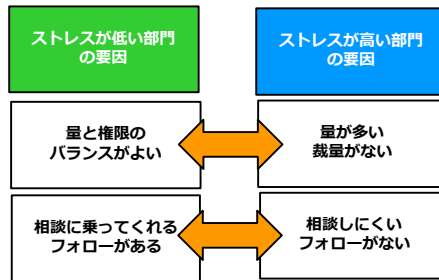 ストレスが低い部門
の要因
ストレスが高い部門
の要因
量と権限の
バランスがよい
量が多い
裁量がない
相談に乗ってくれる
フォローがある
相談しにくい
フォローがない